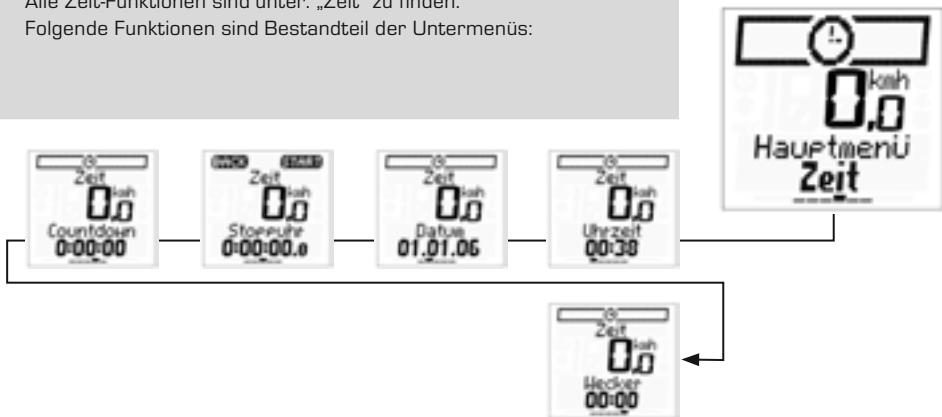 Alle Zeit-Funktionen sind unter: „Zeit" zu finden.
Folgende Funktionen sind Bestandteil der Untermenüs:
0,0 kmh
Hauptmenü
Zeit
Zeit
0,0 kmh
Countdown
0:00:00
BACK START
Zeit
0,0 kmh
Stoppuhr
0:00:00.0
Zeit
0,0 kmh
Datum
01.01.06
Zeit
0,0 kmh
Uhrzeit
00:38
Zeit
0,0 kmh
Wecker
00:00